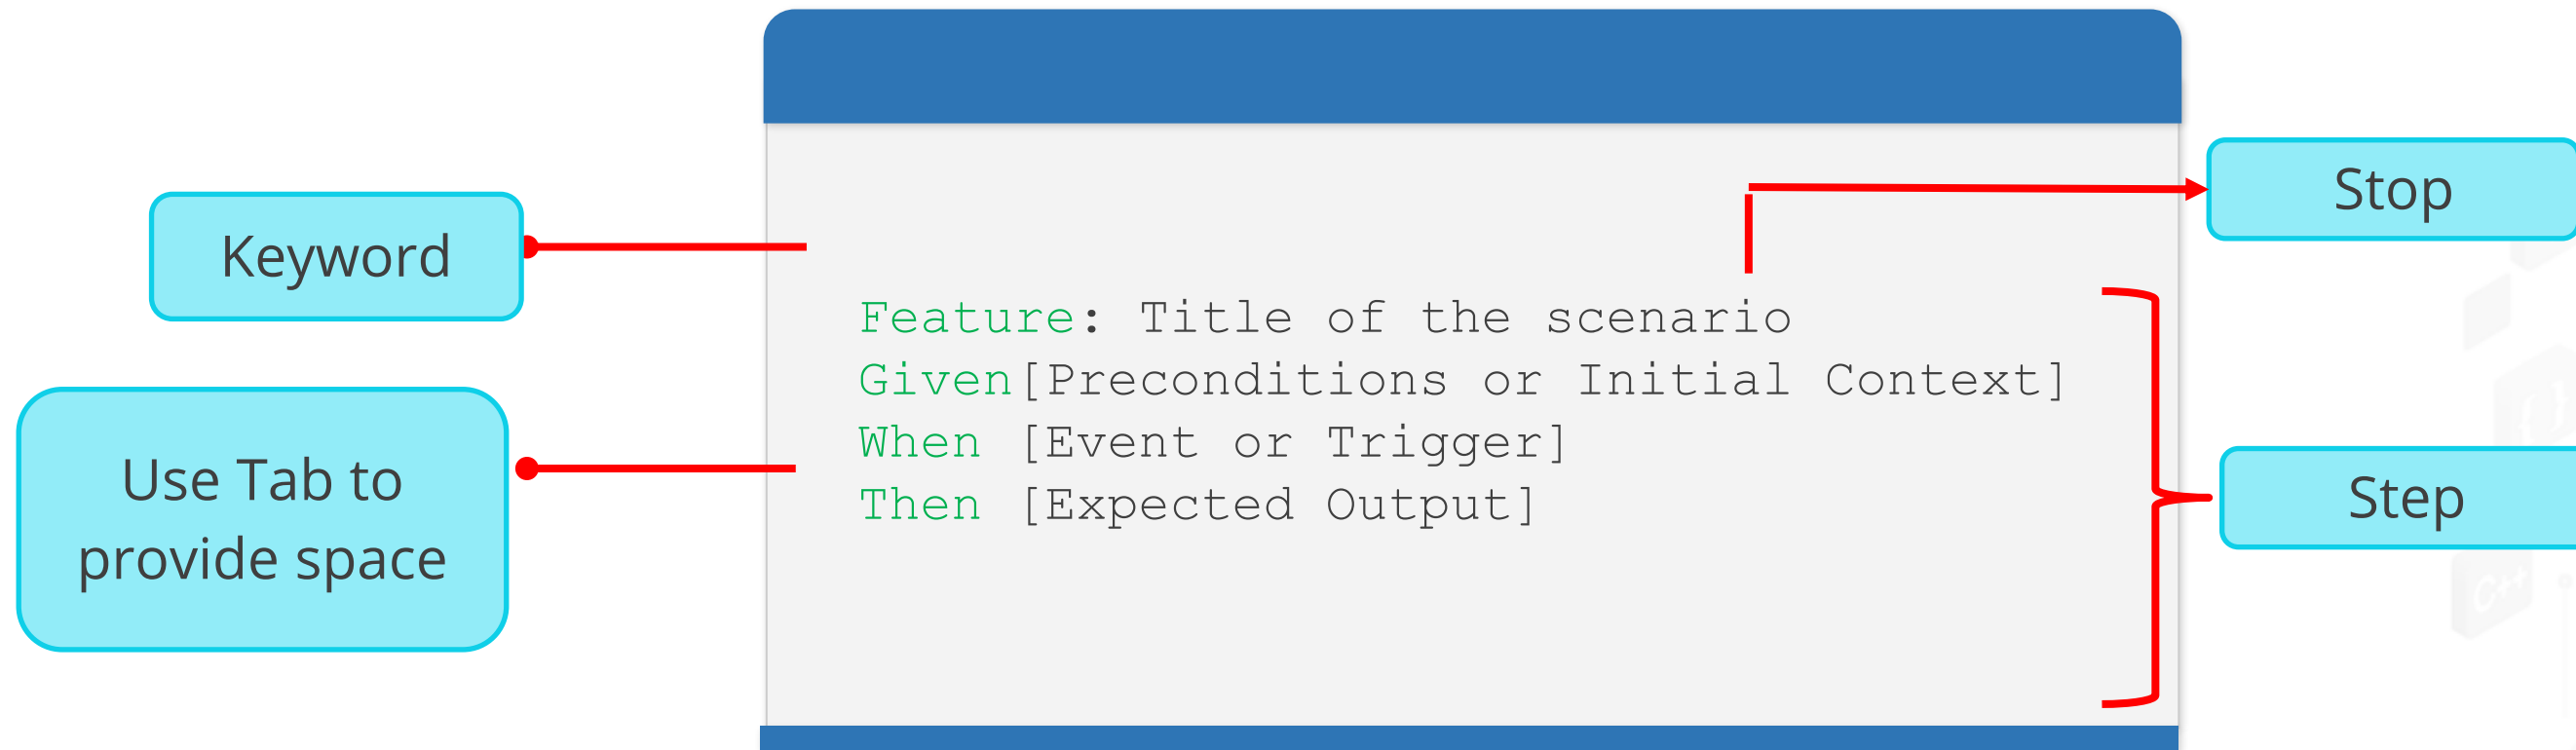 Keyword
Use Tab to
provide space
Feature: Title of the scenario
Given[Preconditions or Initial Context]
When [Event or Trigger]
Then [Expected Output]
Stop
Step
C++